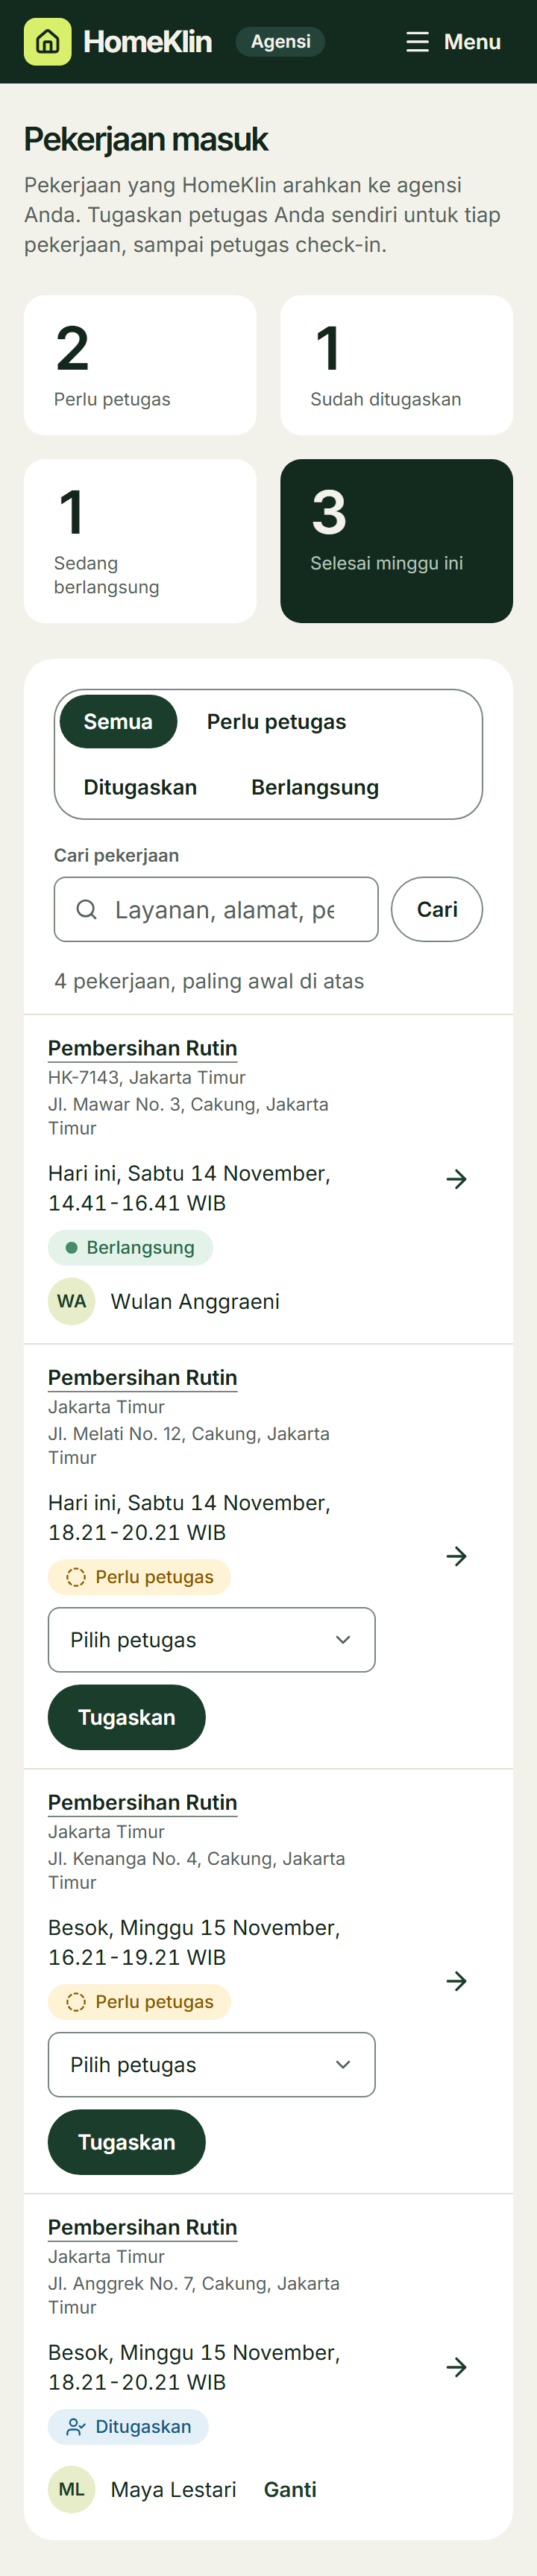 HomeKlin
Agensi
Menu
Pekerjaan masuk
Pekerjaan yang HomeKlin arahkan ke agensi
Anda. Tugaskan petugas Anda sendiri untuk tiap
pekerjaan, sampai petugas check-in.
2
Perlu petugas
1
Sudah ditugaskan
1
Sedang
berlangsung
3
Selesai minggu ini
Semua
Perlu petugas
Ditugaskan
Berlangsung
Cari pekerjaan
Layanan, alamat, pe
Cari
4 pekerjaan, paling awal di atas
Pembersihan Rutin
HK-7143, Jakarta Timur
Jl. Mawar No. 3, Cakung, Jakarta
Timur
Hari ini, Sabtu 14 November,
14.41-16.41 WIB
Berlangsung
WA
Wulan Anggraeni
Pembersihan Rutin
Jakarta Timur
Jl. Melati No. 12, Cakung, Jakarta
Timur
Hari ini, Sabtu 14 November,
18.21-20.21 WIB
Perlu petugas
Pilih petugas
Tugaskan
Pembersihan Rutin
Jakarta Timur
Jl. Kenanga No. 4, Cakung, Jakarta
Timur
Besok, Minggu 15 November,
16.21-19.21 WIB
Perlu petugas
Pilih petugas
Tugaskan
Pembersihan Rutin
Jakarta Timur
Jl. Anggrek No. 7, Cakung, Jakarta
Timur
Besok, Minggu 15 November,
18.21-20.21 WIB
Ditugaskan
ML
Maya Lestari
Ganti